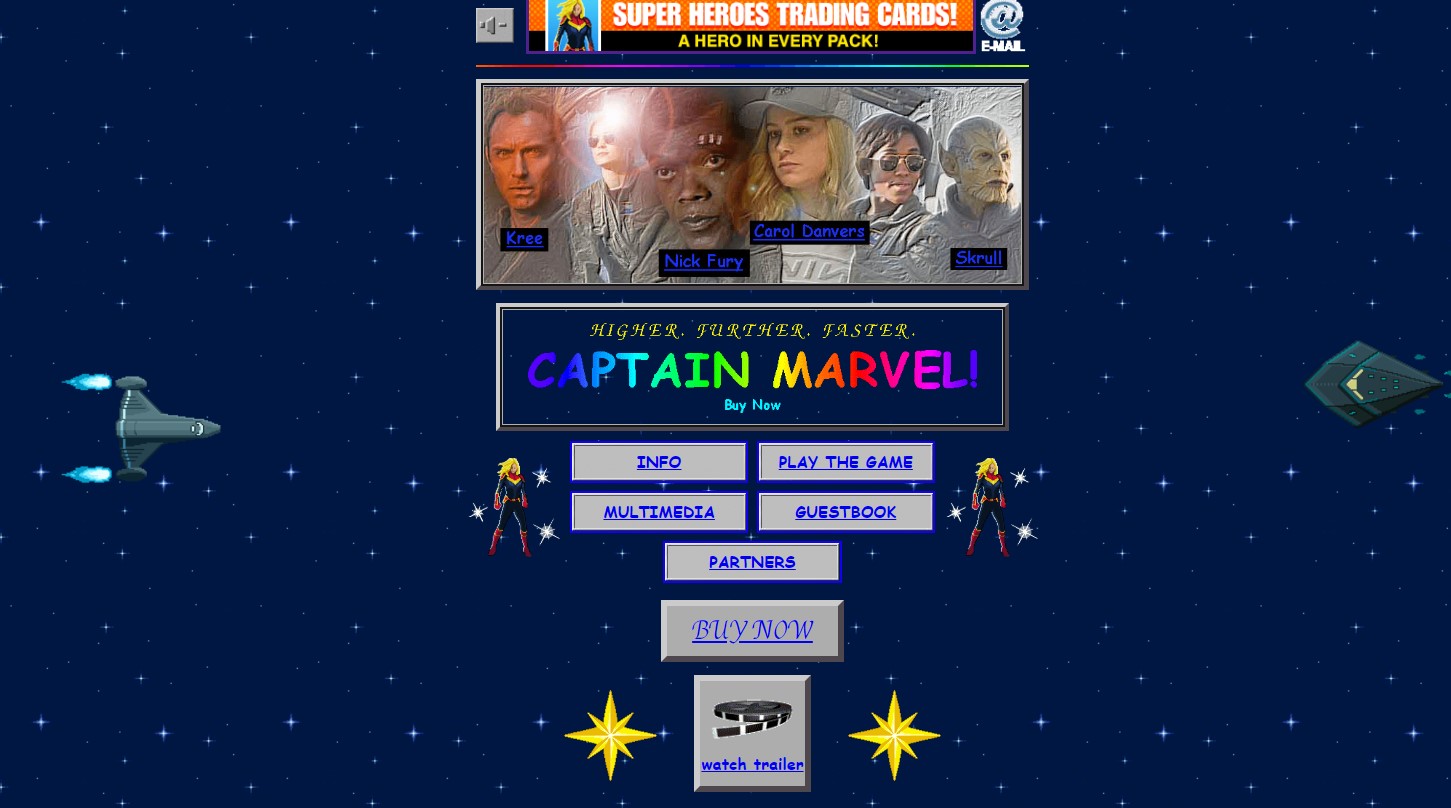 SUPER HEROES TRADING CARDS!
A HERO IN EVERY PACK!
E-MAIL
Kree
Nick Fury
Carol Danvers
Skrull
HIGHER. FURTHER. FASTER.
CAPTAIN MARVEL!
Buy Now
INFO
PLAY THE GAME
MULTIMEDIA
GUESTBOOK
PARTNERS
BUY NOW
watch trailer